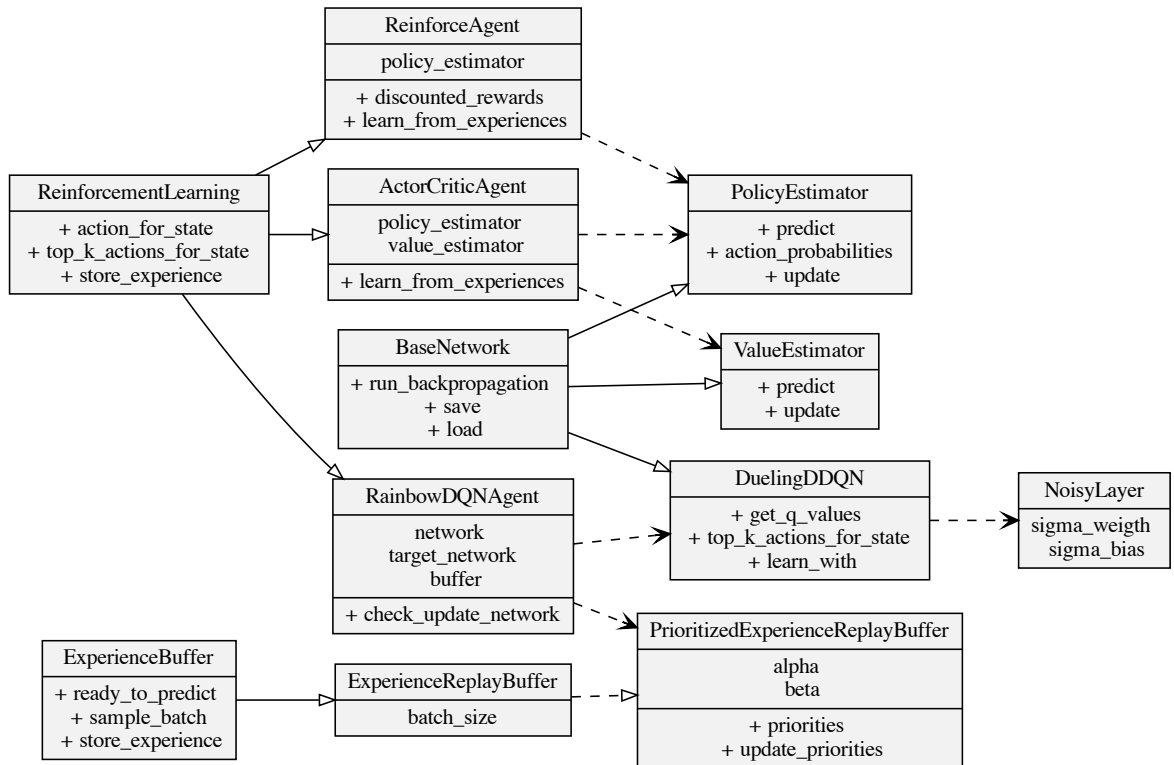 ReinforceAgent
policy_estimator
+ discounted_rewards
+ learn_from_experiences
ReinforcementLearning
+ action_for_state
+ top_k_actions_for_state
+ store_experience
ActorCriticAgent
policy_estimator
value_estimator
+ learn_from_experiences
PolicyEstimator
+ predict
+ action_probabilities
+ update
BaseNetwork
+ run_backpropagation
+ save
+ load
ValueEstimator
+ predict
+ update
RainbowDQNAgent
network
target_network
buffer
+ check_update_network
DuelingDDQN
+ get_q_values
+ top_k_actions_for_state
+ learn_with
NoisyLayer
sigma_weigth
sigma_bias
ExperienceBuffer
+ ready_to_predict
+ sample_batch
+ store_experience
ExperienceReplayBuffer
batch_size
PrioritizedExperienceReplayBuffer
alpha
beta
+ priorities
+ update_priorities